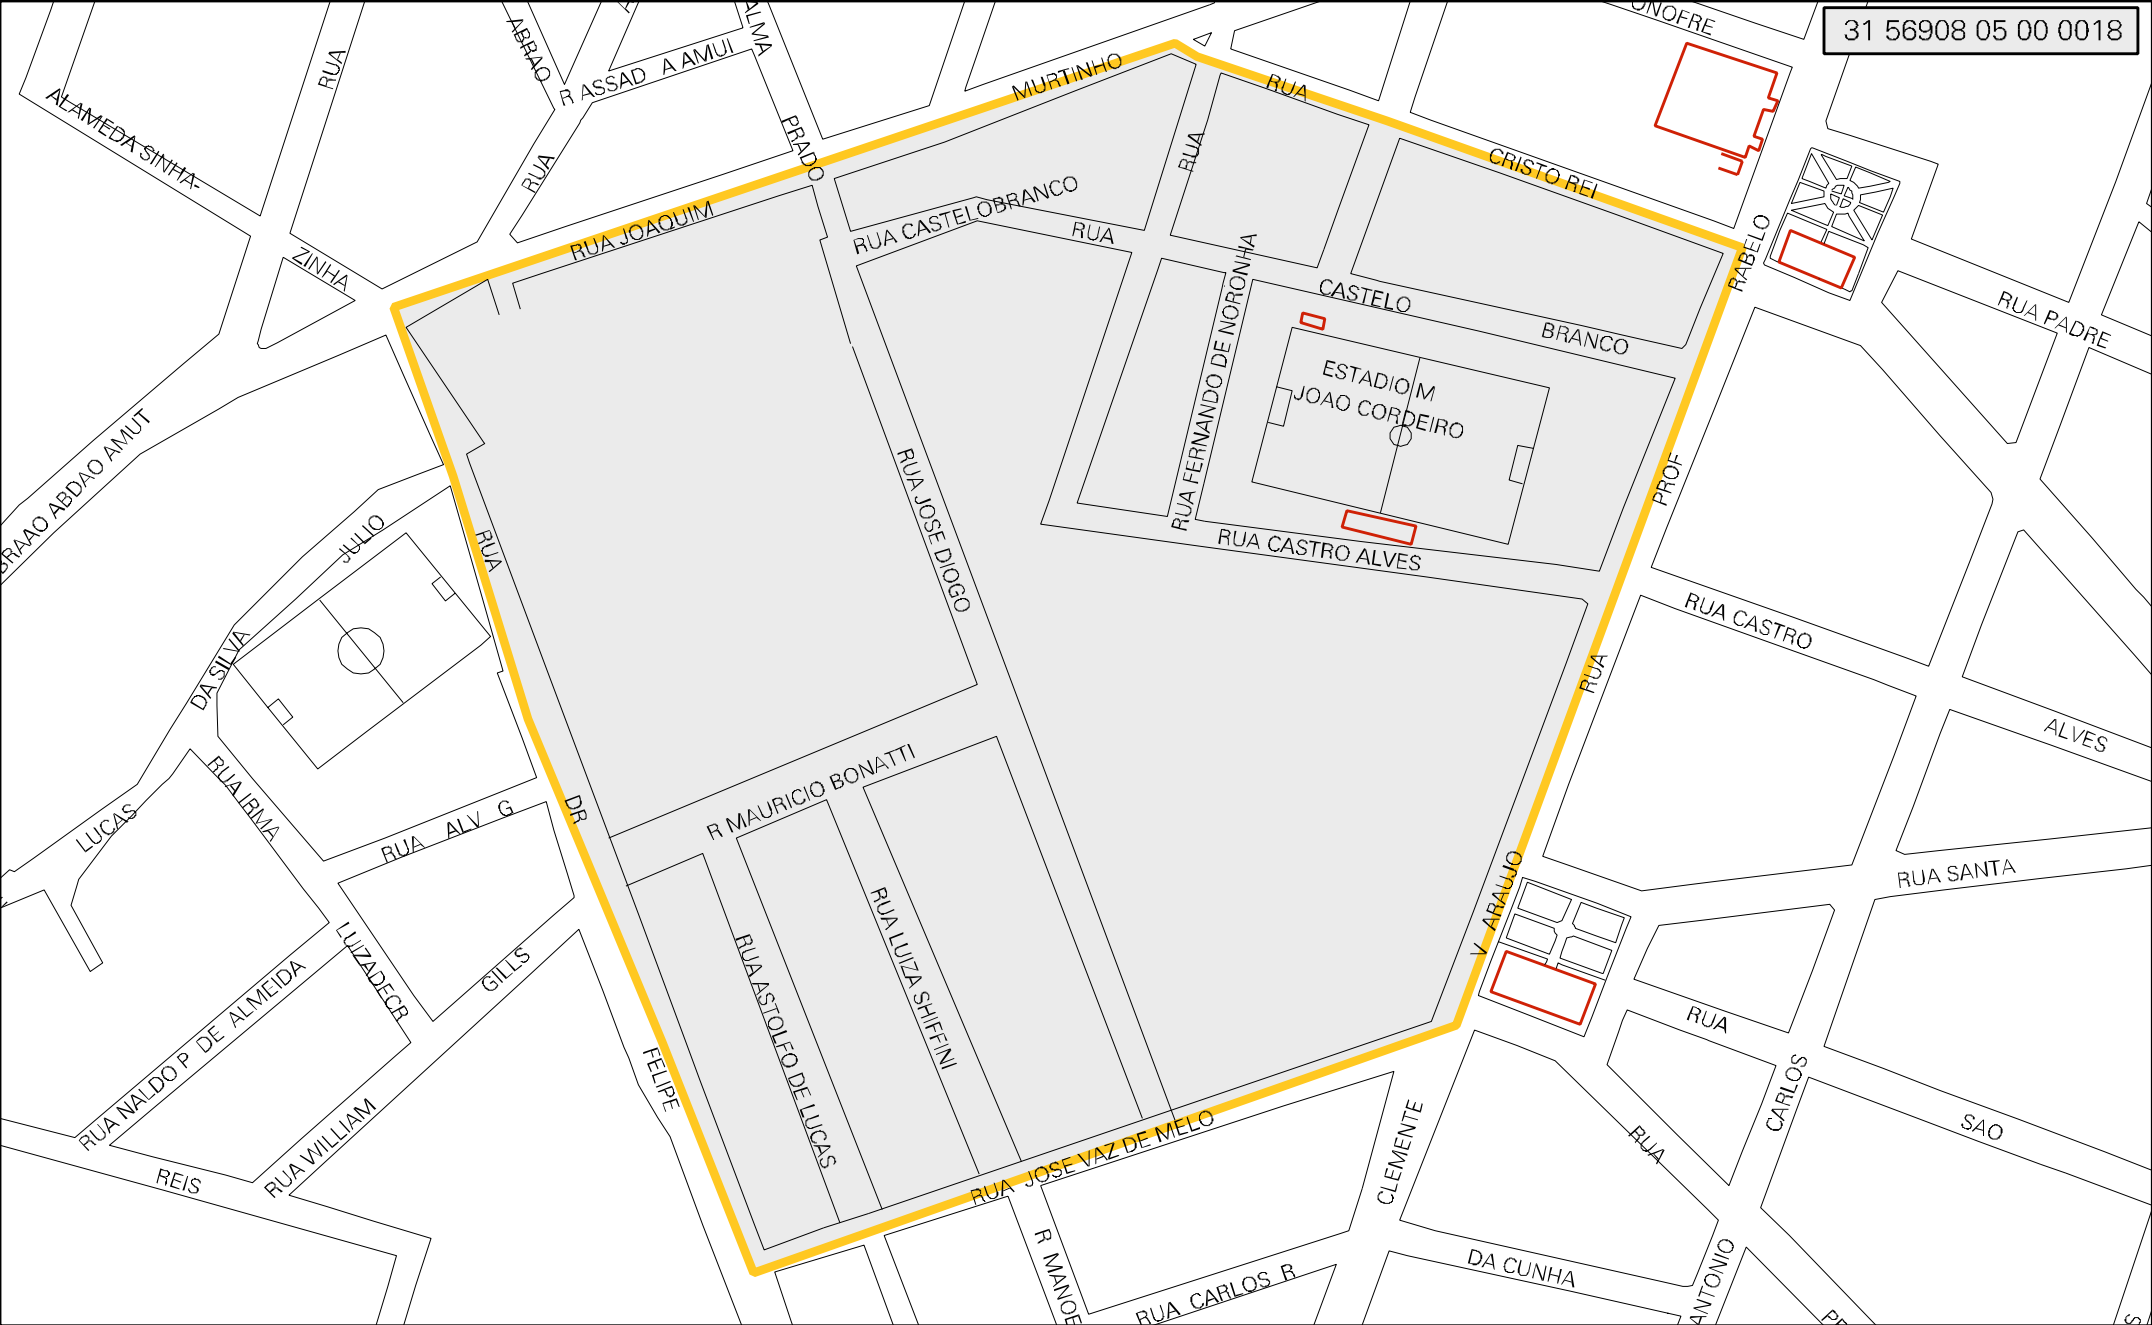 ONOFRE
31 56908 05 00 0018
ALMA
ABRAO
RUA
R ASSAD A AMUI
MURTINHO
RUA
ALAMEDA SINHA-
PRADO
RUA
RUA
CRISTO REI
RUA CASTELOBRANCO
RUA JOAQUIM
RUA
RABELO
ZINHA
RUA FERNANDO DE NORONHA
CASTELO
BRANCO
RUA PADRE
ESTADIO M
JOAO CORDEIRO
BRAAO ABDAO AMUT
RUA JOSE DIOGO
PROF
JULIO
RUA
RUA CASTRO ALVES
RUA CASTRO
ALVES
DA SILVA
RUA
R MAURICIO BONATTI
RUA IRMA
LUCAS
RUA ALV G
DR
RUA SANTA
V ARAUJO
RUA LUIZA SHIFFINI
RUA ASTOLFO DE LUCAS
LUIZADECR
GILLS
RUA NALDO P DE ALMEIDA
RUA
CARLOS
FELIPE
RUA WILLIAM
SAO
RUA
CLEMENTE
RUA JOSE VAZ DE MELO
REIS
R MANOE
DA CUNHA
RUA CARLOS R
ANTONIO